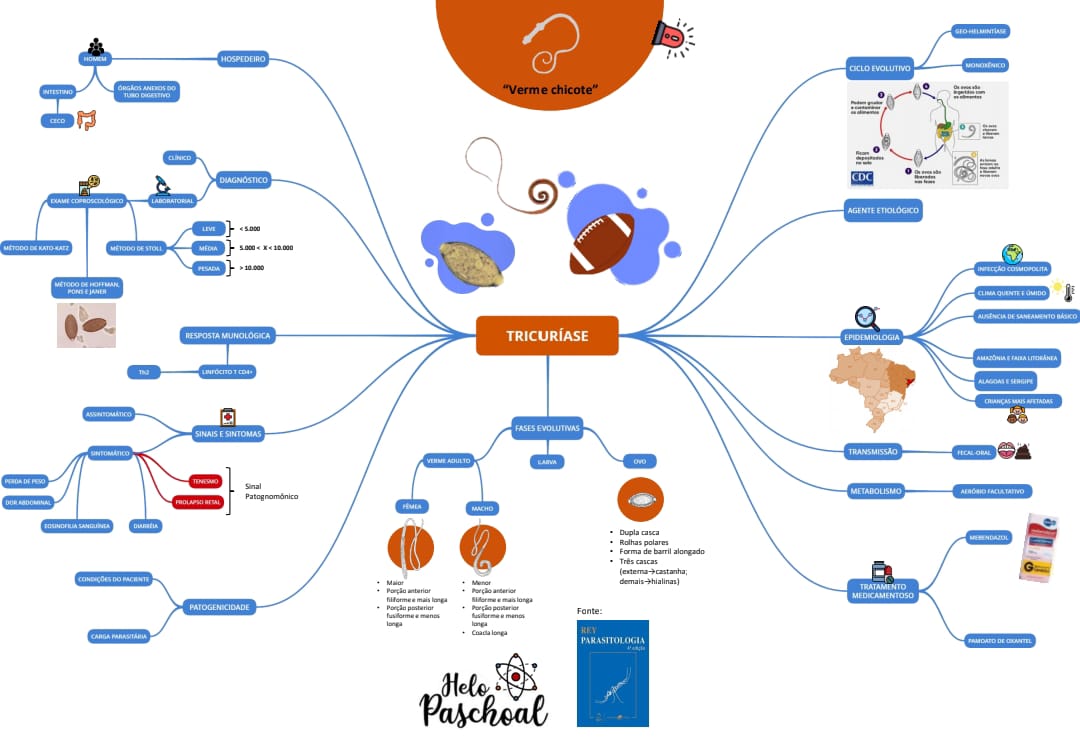 "Verme chicote"
TRICURÍASE
HOSPEDEIRO
HOMEM
INTESTINO
CECO
ÓRGÃOS ANEXOS DO
TUBO DIGESTIVO
DIAGNÓSTICO
CLÍNICO
LABORATORIAL
EXAME COPROSCOLÓGICO
MÉTODO DE KATO-KATZ
MÉTODO DE HOFFMAN,
PONS E JANER
MÉTODO DE STOLL
LEVE
< 5.000
MÉDIA
5.000 < X < 10.000
PESADA
> 10.000
RESPOSTA MUNOLÓGICA
LINFÓCITO T CD4+
Th2
SINAIS E SINTOMAS
ASSINTOMÁTICO
SINTOMÁTICO
PERDA DE PESO
DOR ABDOMINAL
EOSINOFILIA SANGUÍNEA
DIARRÉIA
TENESMO
PROLAPSO RETAL
Sinal
Patognomônico
PATOGENICIDADE
CONDIÇÕES DO PACIENTE
CARGA PARASITÁRIA
FASES EVOLUTIVAS
VERME ADULTO
LARVA
OVO
FÊMEA
MACHO
• Maior
• Porção anterior
filiforme e mais longa
• Porção posterior
fusiforme e menos
longa
• Menor
• Porção anterior
filiforme e mais longa
• Porção posterior
fusiforme e menos
longa
• Coacla longa
• Dupla casca
• Rolhas polares
• Forma de barril alongado
• Três cascas
(externa→castanha;
demais→hialinas)
Fonte:
REY
PARASITOLOGIA
4ª edição
Helo
Paschoal
CICLO EVOLUTIVO
GEO-HELMINTÍASE
MONOXÊNICO
Podem grudar
e contaminar
os alimentos
Os ovos são
ingeridos com
os alimentos
Ficam
depositados
no solo
Os ovos são
liberados
nas fezes
CDC
AGENTE ETIOLÓGICO
EPIDEMIOLOGIA
INFECÇÃO COSMOPOLITA
CLIMA QUENTE E ÚMIDO
AUSÊNCIA DE SANEAMENTO BÁSICO
AMAZÔNIA E FAIXA LITORÂNEA
ALAGOAS E SERGIPE
CRIANÇAS MAIS AFETADAS
TRANSMISSÃO
FECAL-ORAL
METABOLISMO
AERÓBIO FACULTATIVO
TRATAMENTO
MEDICAMENTOSO
MEBENDAZOL
G
PAMOATO DE OXANTEL